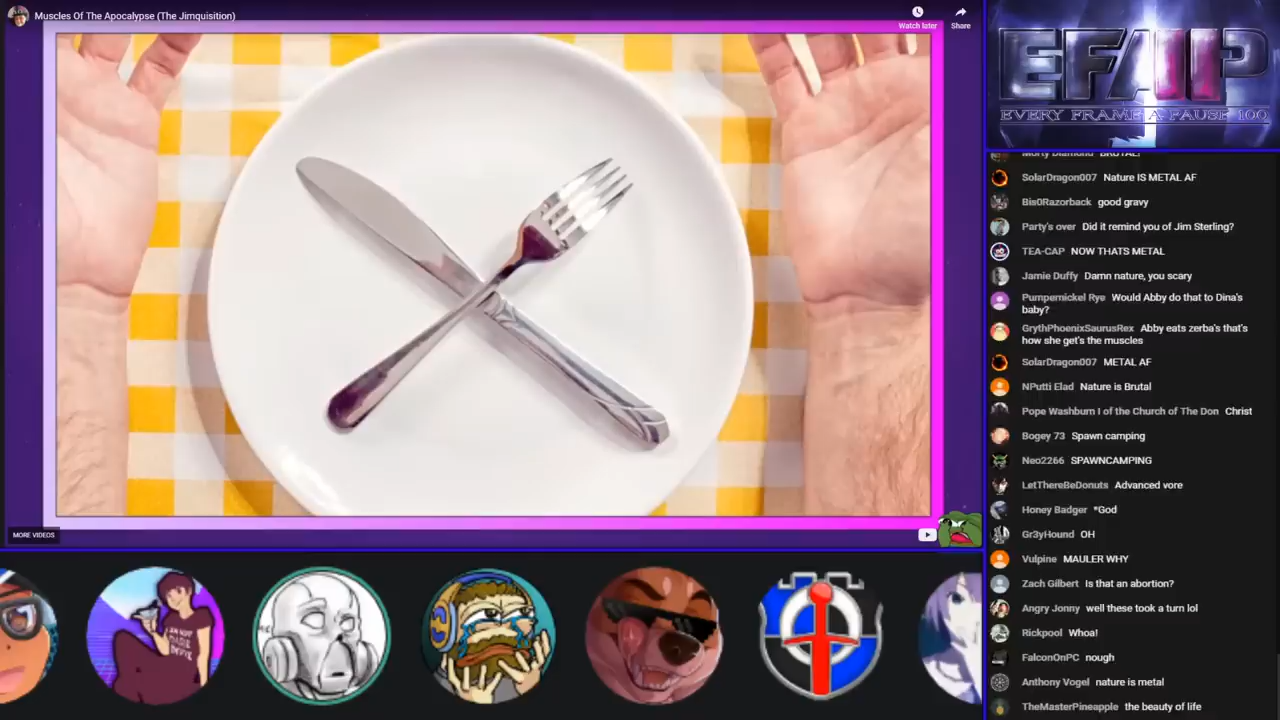 Muscles Of The Apocalypse (The Jimquisition)
Watch later
Share
MORE VIDEOS
I AM NOT
EFAP
EVERY FRAME A PAUSE 100
Morty Diamond BRUTAL!
SolarDragon007 Nature IS METAL AF
Bis0Razorback good gravy
Party's over Did it remind you of Jim Sterling?
TEA-CAP NOW THATS METAL
Jamie Duffy Damn nature, you scary
Pumpernickel Rye Would Abby do that to Dina's
baby?
GrythPhoenixSaurusRex Abby eats zerba's that's
how she get's the muscles
SolarDragon007 METAL AF
NPutti Elad Nature is Brutal
Pope Washburn I of the Church of The Don Christ
Bogey 73 Spawn camping
Neo2266 SPAWNCAMPING
LetThereBeDonuts Advanced vore
Honey Badger *God
Gr3yHound OH
Vulpine MAULER WHY
Zach Gilbert Is that an abortion?
Angry Jonny well these took a turn lol
Rickpool Whoa!
FalconOnPC nough
Anthony Vogel nature is metal
TheMasterPineapple the beauty of life